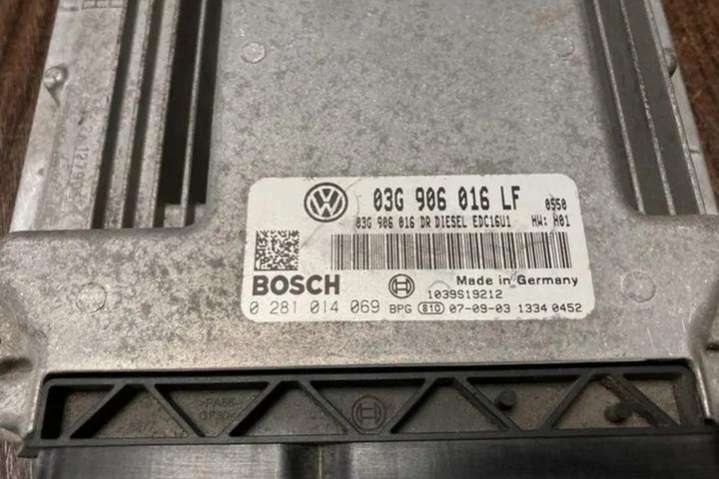 03G 906 016 LF 0950
03G 906 016 DR DIESEL EDC16U1 HW: H01
BOSCH Made in Germany
1039S19212
0 281 014 069 BPG 810 07-09-03 1334 0452